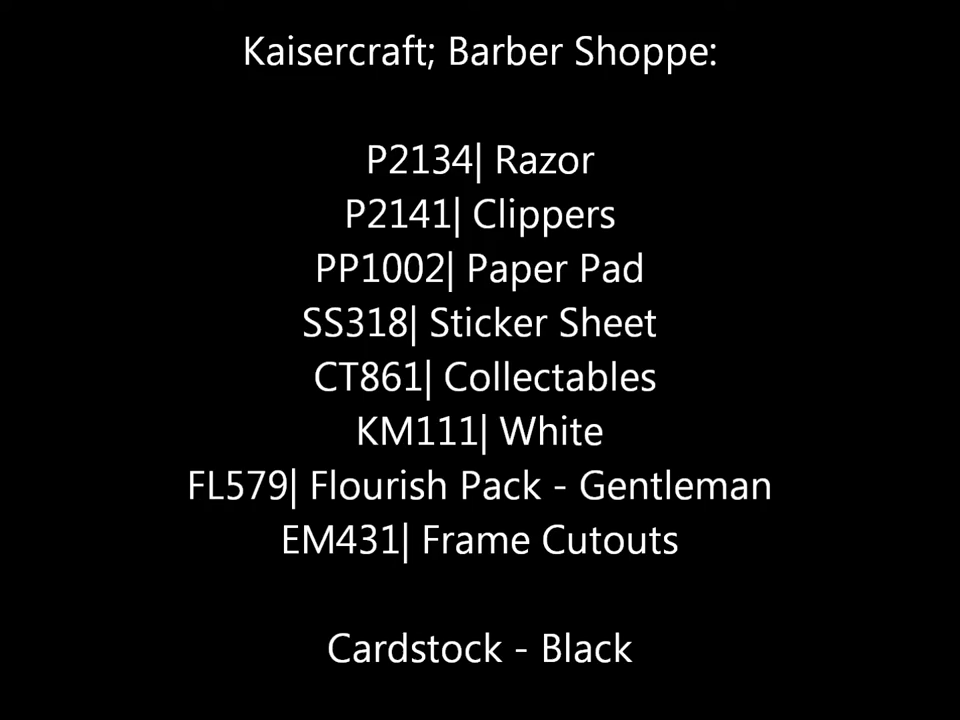 Kaisercraft; Barber Shoppe:
P2134| Razor
P2141| Clippers
PP1002| Paper Pad
SS318| Sticker Sheet
CT861| Collectables
KM111| White
FL579| Flourish Pack - Gentleman
EM431| Frame Cutouts
Cardstock - Black